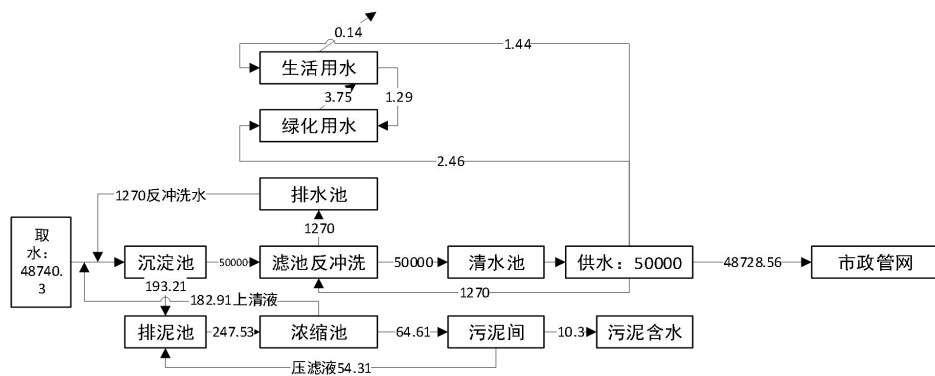 0.14
1.44
生活用水
3.75
1.29
绿化用水
2.46
1270反冲洗水
排水池
1270
取
水：
48740.
3
沉淀池
50000
滤池反冲洗
50000
清水池
供水：50000
48728.56
市政管网
193.21
1270
182.91上清液
排泥池
247.53
浓缩池
64.61
污泥间
10.3
污泥含水
压滤液54.31